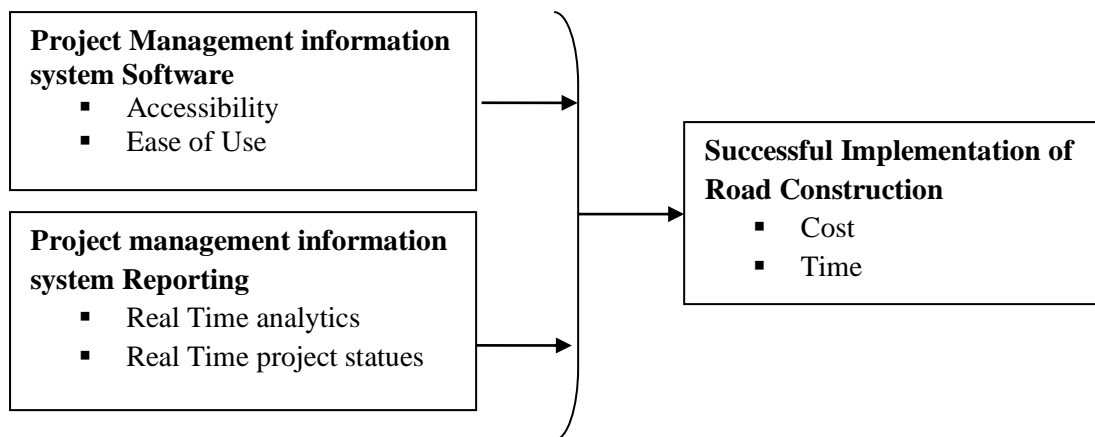 Project Management information
system Software
▪ Accessibility
▪ Ease of Use
Project management information
system Reporting
▪ Real Time analytics
▪ Real Time project statues
Successful Implementation of
Road Construction
▪ Cost
▪ Time